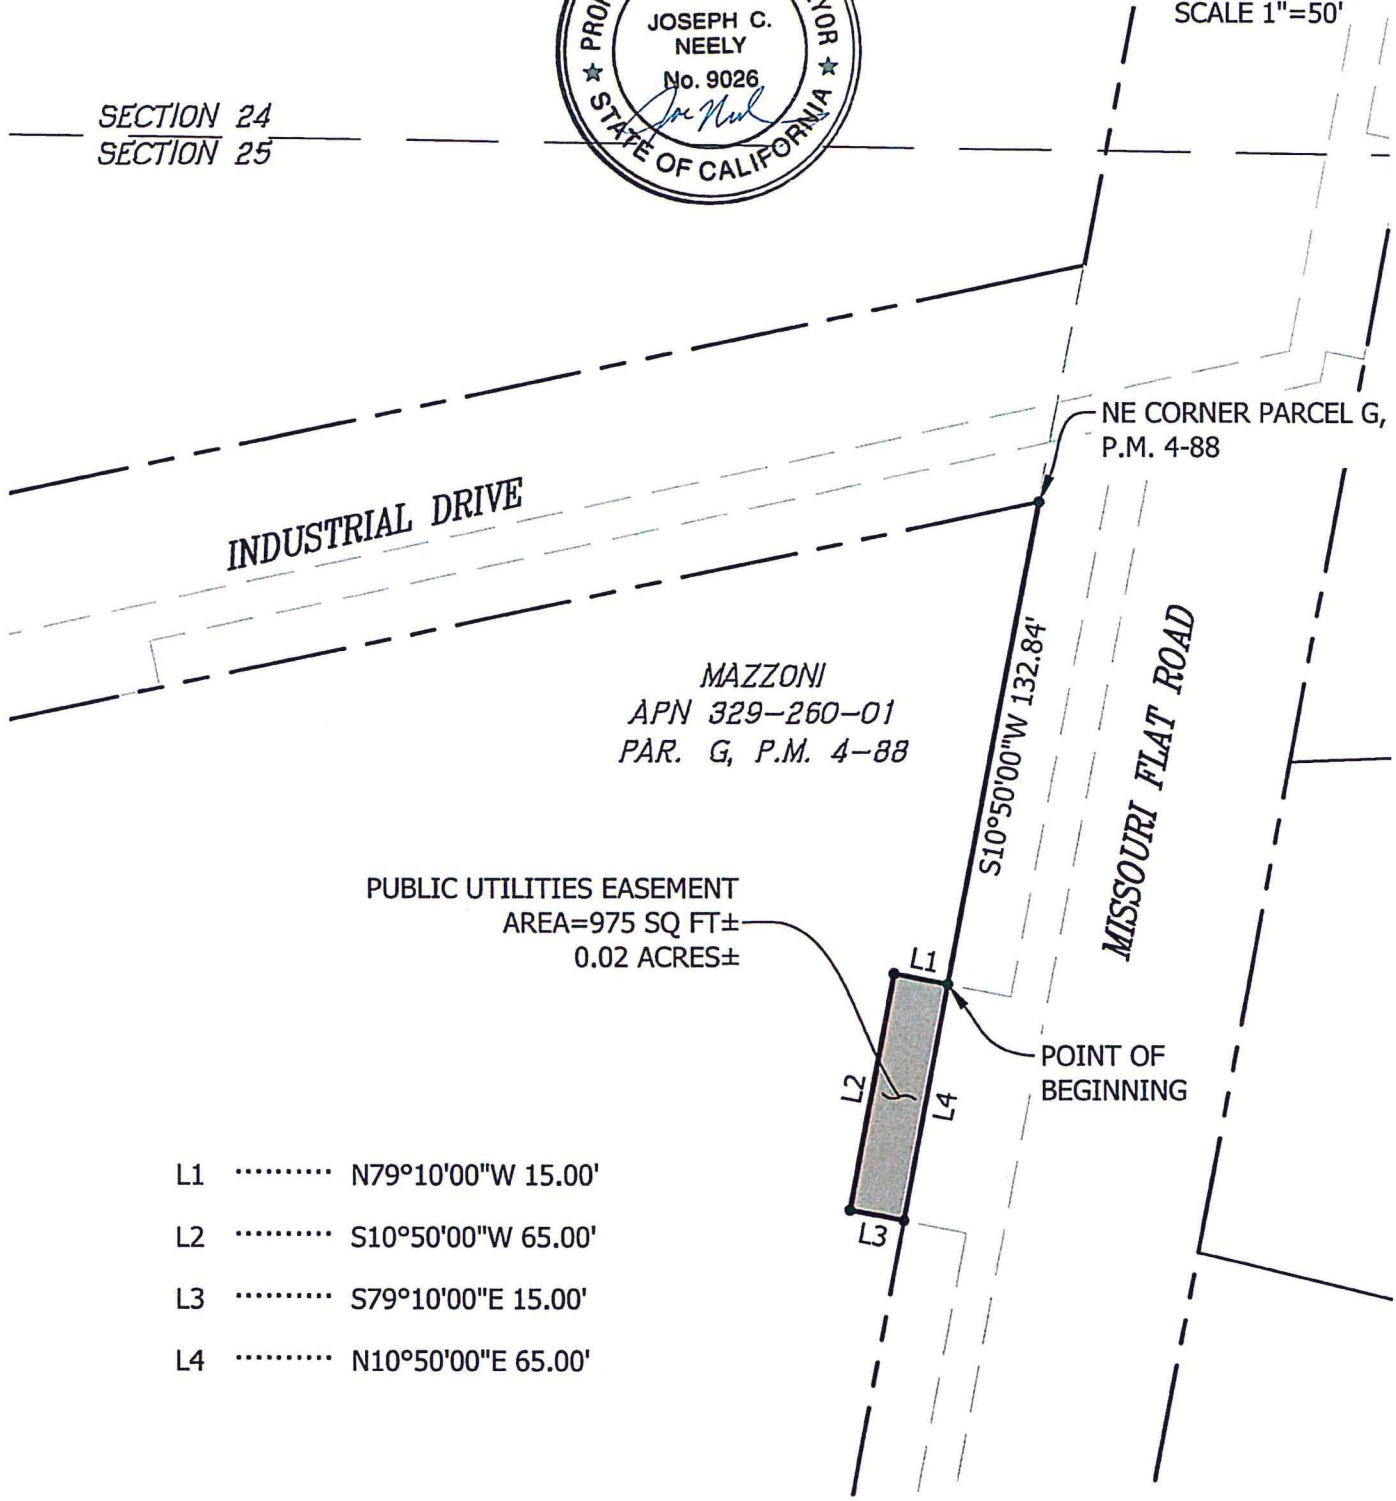 SCALE 1"=50'
JOSEPH C.
NEELY
No. 9026
STATE OF CALIFORNIA
SECTION 24
SECTION 25
NE CORNER PARCEL G,
P.M. 4-88
INDUSTRIAL DRIVE
S10°50'00"W 132.84'
MISSOURI FLAT ROAD
MAZZONI
APN 329-260-01
PAR. G, P.M. 4-88
PUBLIC UTILITIES EASEMENT
AREA=975 SQ FT±
0.02 ACRES±
L1
L2
L4
L3
POINT OF
BEGINNING
L1 ·········· N79°10'00"W 15.00'
L2 ·········· S10°50'00"W 65.00'
L3 ·········· S79°10'00"E 15.00'
L4 ·········· N10°50'00"E 65.00'